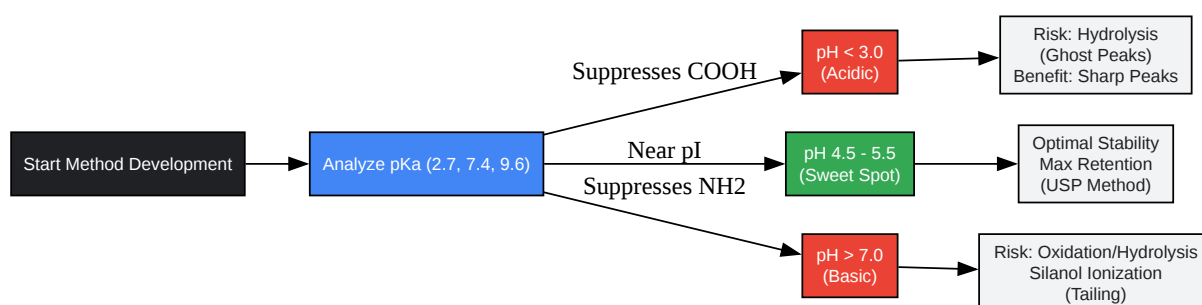 Start Method Development
Analyze pKa (2.7, 7.4, 9.6)
Suppresses COOH
Near pI
Suppresses NH2
pH < 3.0
(Acidic)
pH 4.5 - 5.5
(Sweet Spot)
pH > 7.0
(Basic)
Risk: Hydrolysis
(Ghost Peaks)
Benefit: Sharp Peaks
Optimal Stability
Max Retention
(USP Method)
Risk: Oxidation/Hydrolysis
Silanol Ionization
(Tailing)